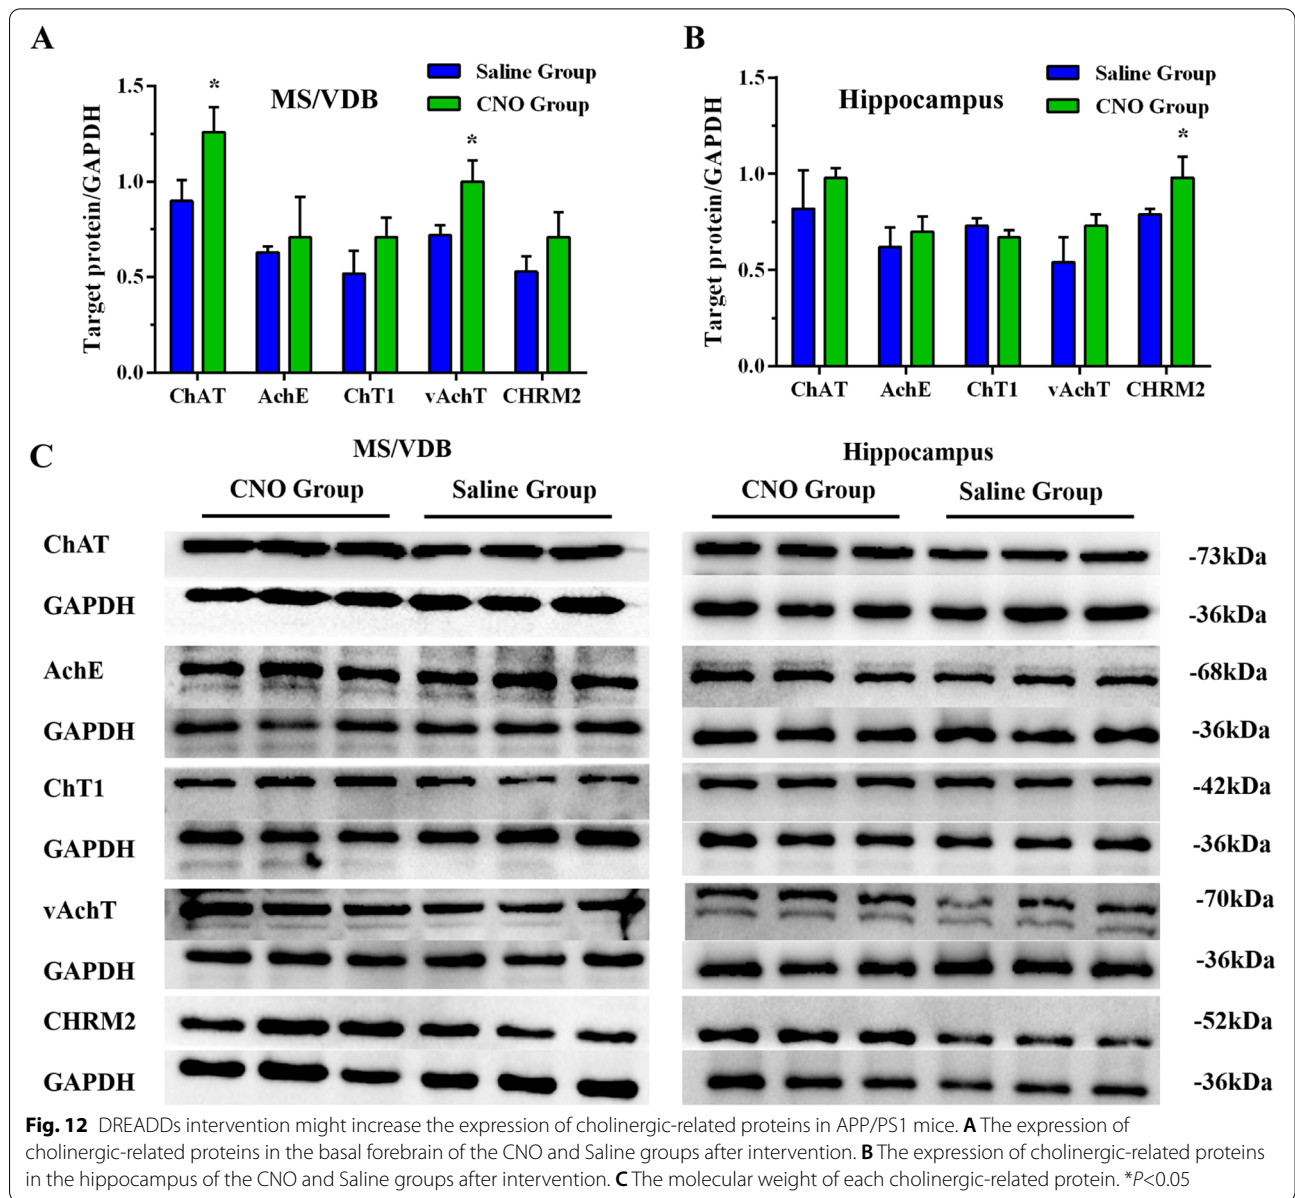 A
MS/VDB
Saline Group
CNO Group
Target protein/GAPDH
1.5
1.0
0.5
0.0
*
*
ChAT AchE ChT1 vAchT CHRM2
B
Hippocampus
Saline Group
CNO Group
Target protein/GAPDH
1.5
1.0
0.5
0.0
*
ChAT AchE ChT1 vAchT CHRM2
C
MS/VDB Hippocampus
CNO Group Saline Group CNO Group Saline Group
ChAT -73kDa
GAPDH -36kDa
AchE -68kDa
GAPDH -36kDa
ChT1 -42kDa
GAPDH -36kDa
vAchT -70kDa
GAPDH -36kDa
CHRM2 -52kDa
GAPDH -36kDa
Fig. 12 DREADDs intervention might increase the expression of cholinergic-related proteins in APP/PS1 mice. A The expression of
cholinergic-related proteins in the basal forebrain of the CNO and Saline groups after intervention. B The expression of cholinergic-related proteins
in the hippocampus of the CNO and Saline groups after intervention. C The molecular weight of each cholinergic-related protein. *P<0.05